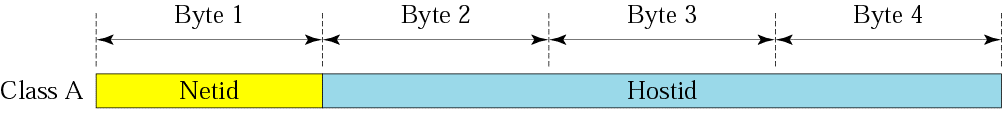 Byte 1 Byte 2 Byte 3 Byte 4
Class A Netid Hostid